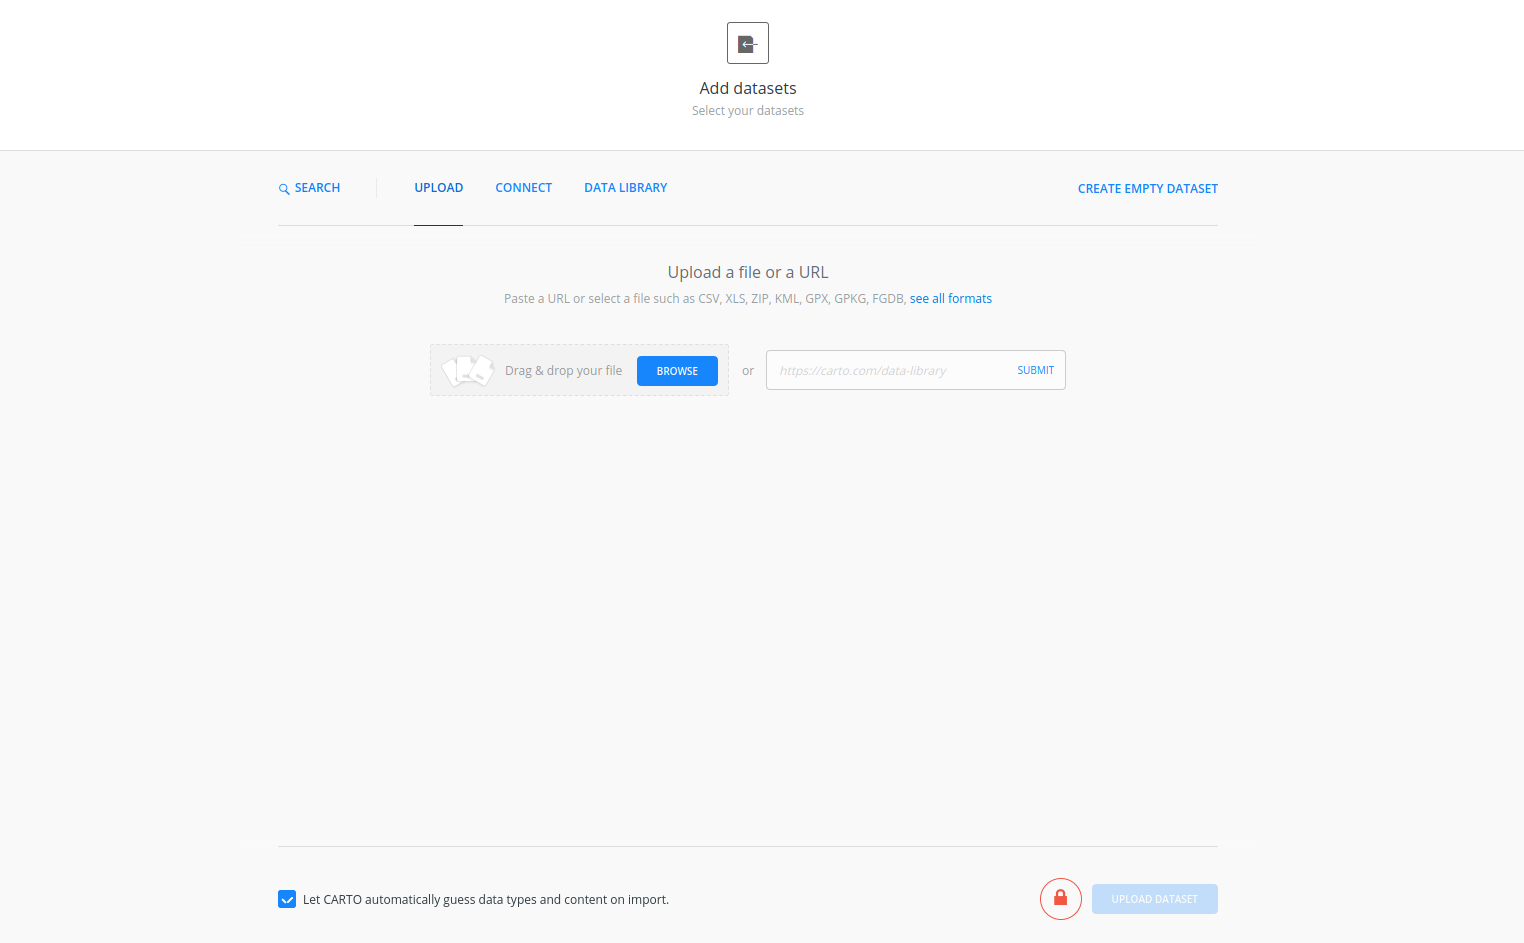 Add datasets
Select your datasets
SEARCH
UPLOAD
CONNECT
DATA LIBRARY
CREATE EMPTY DATASET
Upload a file or a URL
Paste a URL or select a file such as CSV, XLS, ZIP, KML, GPX, GPKG, FGDB, see all formats
Drag & drop your file
BROWSE
or
https://carto.com/data-library
SUBMIT
Let CARTO automatically guess data types and content on import.
UPLOAD DATASET